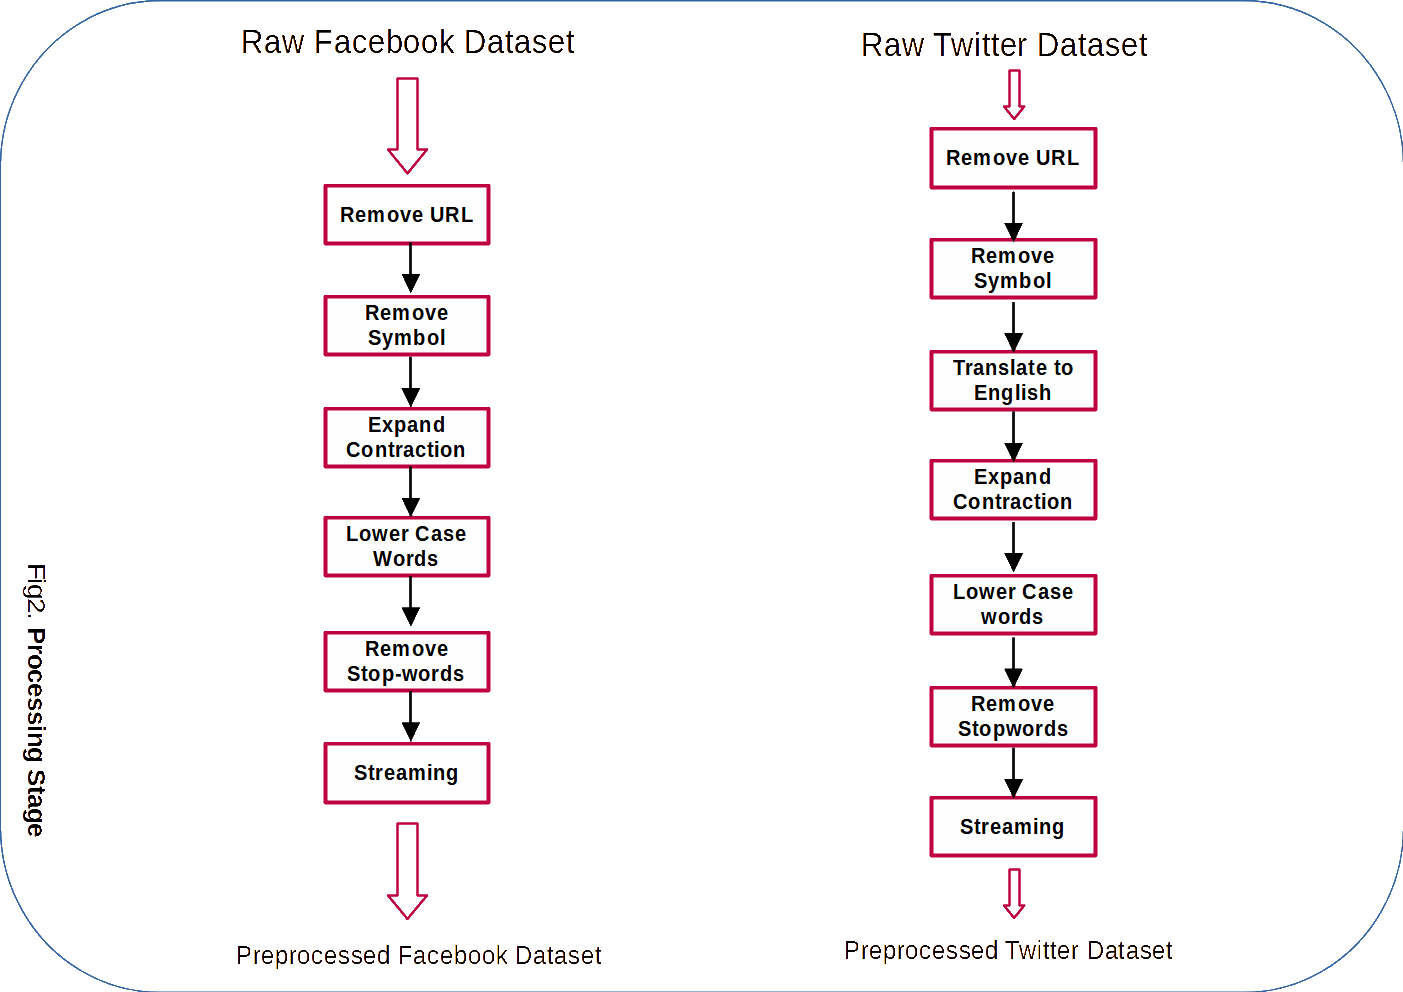 Raw Facebook Dataset
Remove URL
Remove
Symbol
Expand
Contraction
Lower Case
Words
Remove
Stop-words
Streaming
Preprocessed Facebook Dataset
Raw Twitter Dataset
Remove URL
Remove
Symbol
Translate to
English
Expand
Contraction
Lower Case
words
Remove
Stopwords
Streaming
Preprocessed Twitter Dataset
Fig2. Processing Stage